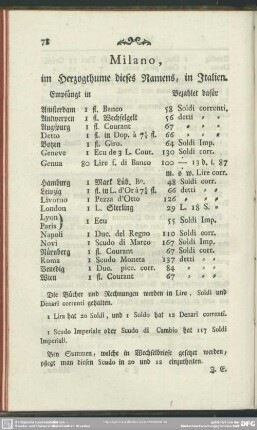 78
Milano,
im Herzogthume dieses Namens, in Italien.
Empfängt in Bezahlet dafür
Amsterdam 1 fl. Banco 58 Soldi correnti,
Antwerpen 1 fl. Wechselgelt 56 detti „ „
Augsburg 1 fl. Courant 67 „ „ „
Detto 1 fl. in Dop. à 7½ fl. 66 „ „ „
Botzen 1 fl. Giro. 64 Soldi Imp.
Geneve 1 Ecu de 3 L. Cour. 130 Soldi corr.
Genua 80 Lire f. di Banco 100 — 13 d. l. 87
m. o w. Lire corr.
Hamburg 1 Mark Lüb. Bo. 48 Soldi corr.
Leipzig 1 fl. in L. d'Or à 7½ fl. 66 detti „ „
Livorno 1 Pezza d'Otto 126 „ „ „
London 1 L. Sterling 29 L. 18 S. „
Lyon
Paris 1 Ecu 55 Soldi Imp.
Napoli 1 Duc. del Regno 110 Soldi corr.
Novi 1 Scudo di Marco 167 Soldi Imp.
Nürnberg 1 fl. Courant 67 Soldi corr.
Roma 1 Scudo Moneta 137 detti „ „
Venedig 1 Duc. picc. corr. 84 „ „ „
Wien 1 fl. Courant 67 „ „ „
Die Bücher und Rechnungen werden in Lire, Soldi und
Denari correnti gehalten.
1 Lira hat 20 Soldi, und 1 Soldo hat 12 Denari correnti.
1 Scudo Imperiale oder Scudo di Cambio hat 117 Soldi
Imperiali.
Bey Summen, welche in Wechselbriefe gesetzet werden,
pflegt man diesen Scudo in 20 und 12 einzutheilen.